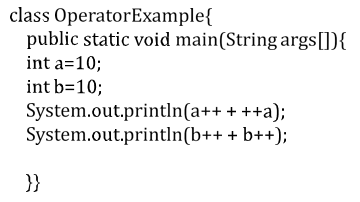 class OperatorExample{
public static void main(String args[]){
int a=10;
int b=10;
System.out.println(a++ + ++a);
System.out.println(b++ + b++);
}}